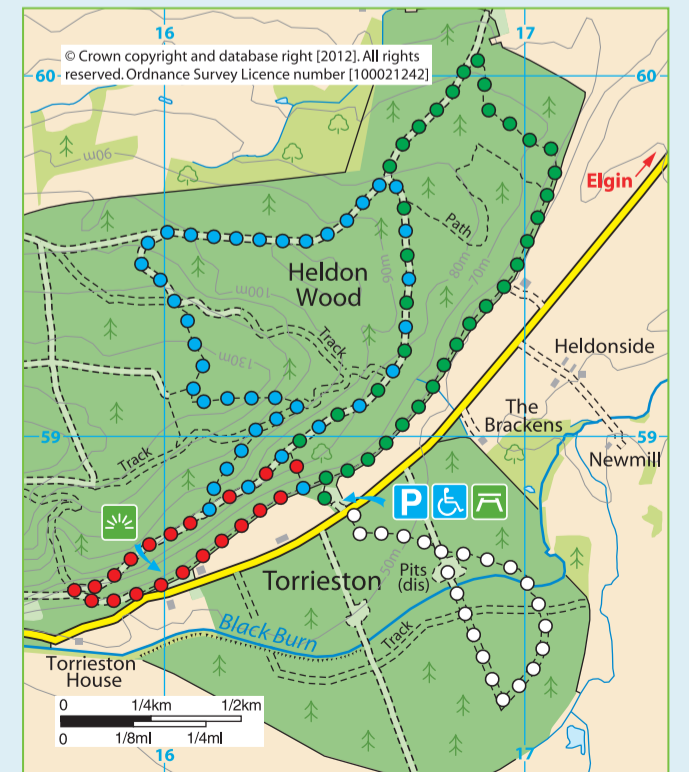 16
17
© Crown copyright and database right [2012]. All rights
reserved. Ordnance Survey Licence number [100021242]
60
60
90m
Elgin
Path
80m
70m
90m
Heldon
Wood
100m
Track
130m
Heldonside
The
Brackens
59
59
Newmill
Track
P
50m
Pits
(dis)
Torrieston
Black Burn
Track
Torrieston
House
0 1/4km 1/2km
0 1/8ml 1/4ml
16
17